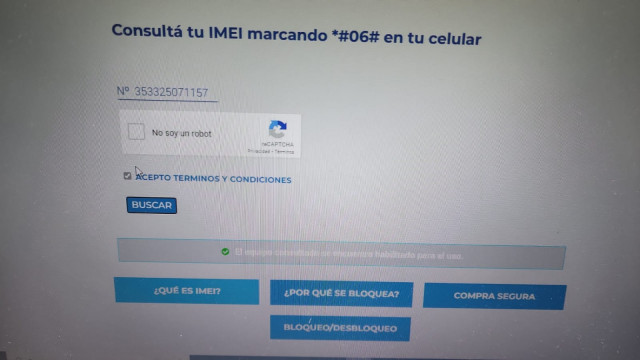 Consultá tu IMEI marcando *#06# en tu celular
Nº 353325071157
No soy un robot
reCAPTCHA
Privacidad - Términos
ACEPTO TERMINOS Y CONDICIONES
BUSCAR
El equipo consultado se encuentra habilitado para el uso.
¿QUÉ ES IMEI?
¿POR QUÉ SE BLOQUEA?
COMPRA SEGURA
BLOQUEO/DESBLOQUEO